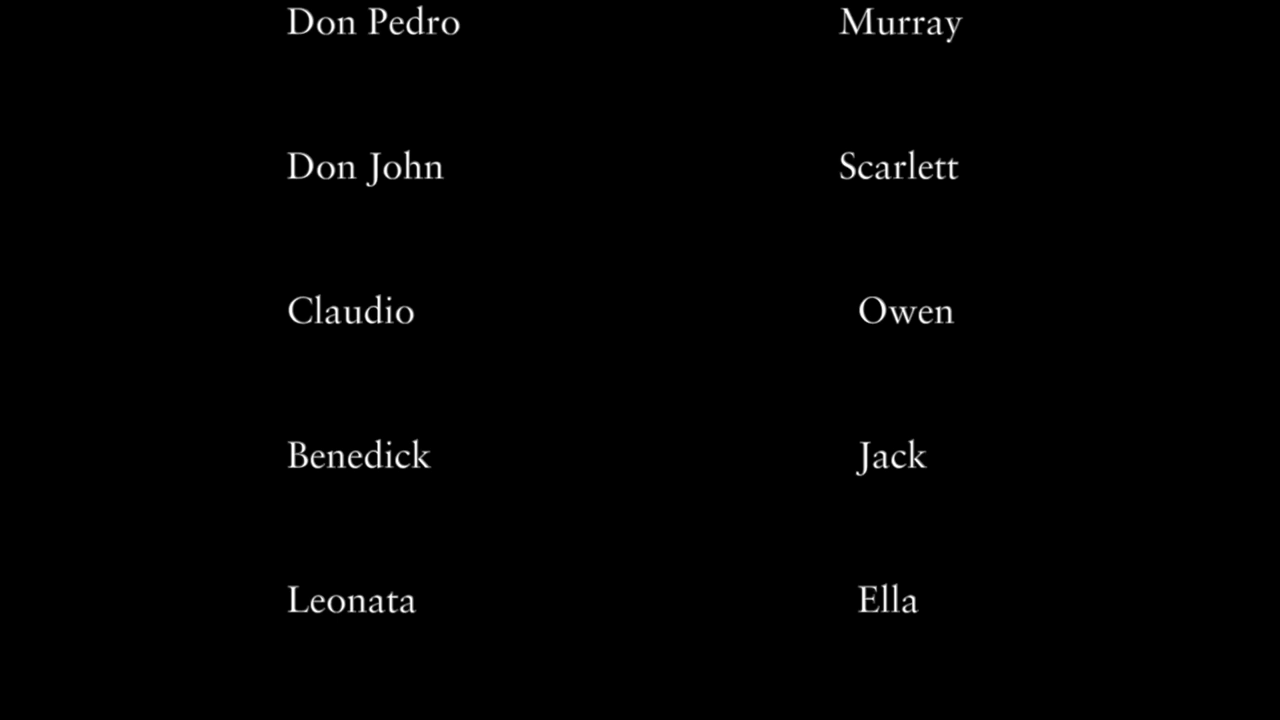 Don Pedro Murray
Don John Scarlett
Claudio Owen
Benedick Jack
Leonata Ella